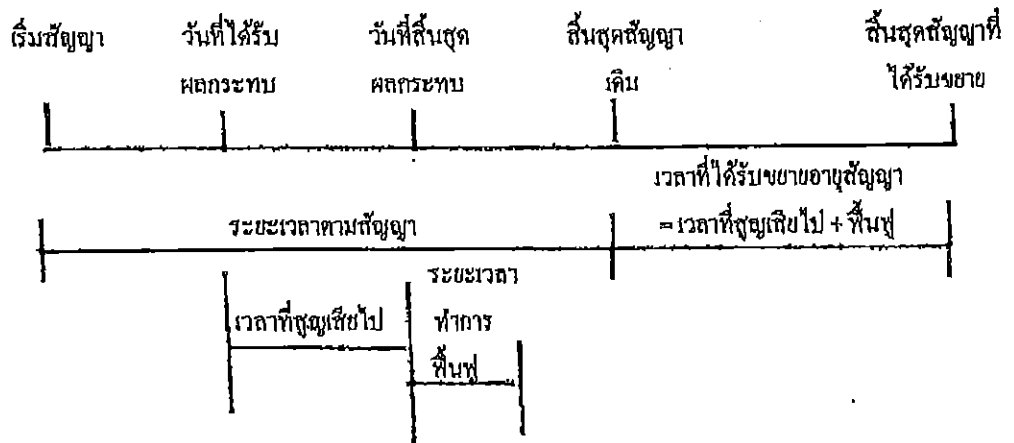 เริ่มสัญญา วันที่ได้รับ วันที่สิ้นสุด สิ้นสุดสัญญา สิ้นสุดสัญญาที่
ผลกระทบ ผลกระทบ เดิม ได้รับขยาย
เวลาที่ได้รับขยายอายุสัญญา
ระยะเวลาตามสัญญา = เวลาที่สูญเสียไป + ฟื้นฟู
ระยะเวลา
เวลาที่สูญเสียไป ทำการ
ฟื้นฟู